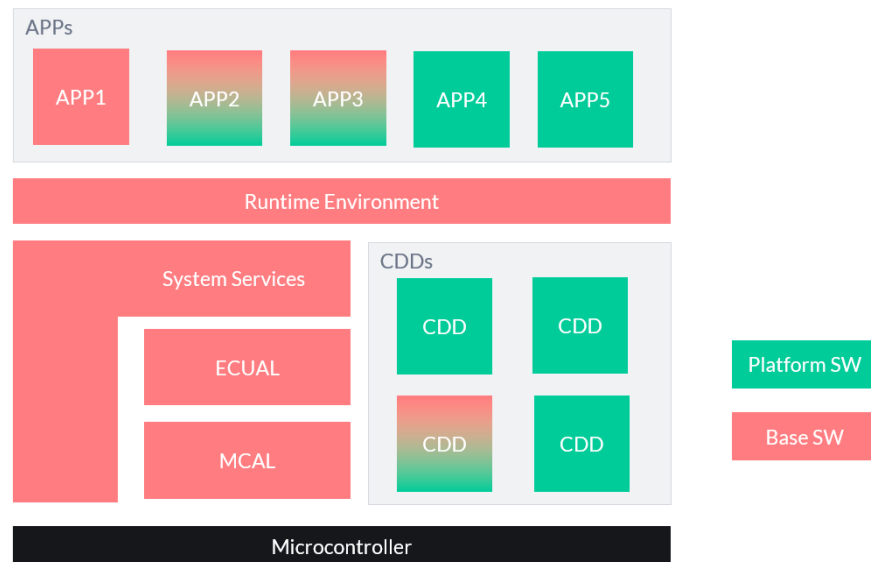 APPs
APP1
APP2
APP3
APP4
APP5
Runtime Environment
System Services
CDDs
CDD
CDD
ECUAL
Platform SW
CDD
CDD
Base SW
MCAL
Microcontroller